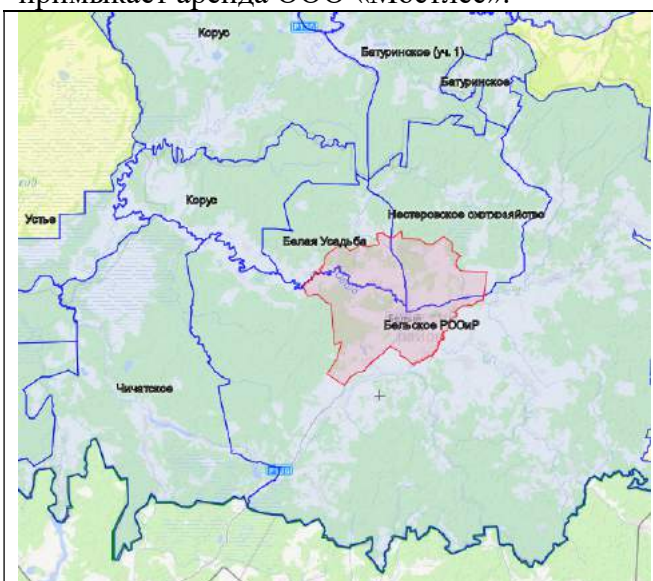 примыкает аренда ООО «Мостлес».
Корус
Батуринское (уч. 1)
Батуринское
Корус
Устье
Нестеровское охотхозяйство
Белая Усадьба
Бельское РООиР
Чичатское